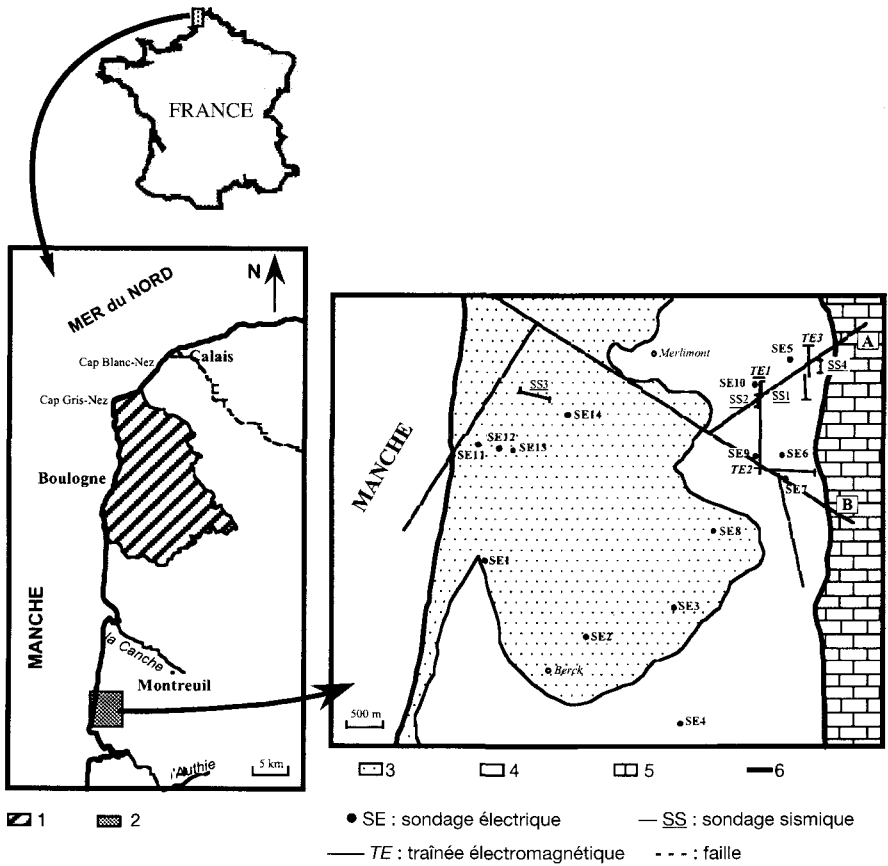 FRANCE
MER du NORD
N
Cap Blanc-Nez
Calais
Cap Gris-Nez
Boulogne
MANCHE
la Canche
Montreuil
l'Authie
5 km
MANCHE
Merlimont
TE3
A
SE5
TE1
SS4
SE10
SS2
SS1
SS3
SE14
SE12
SE11
SE13
SE9
SE6
TE2
SE7
B
SE8
SE1
SE3
SE2
Berck
SE4
500 m
3
4
5
6
1
2
SE : sondage électrique
SS : sondage sismique
TE : traînée électromagnétique
: faille